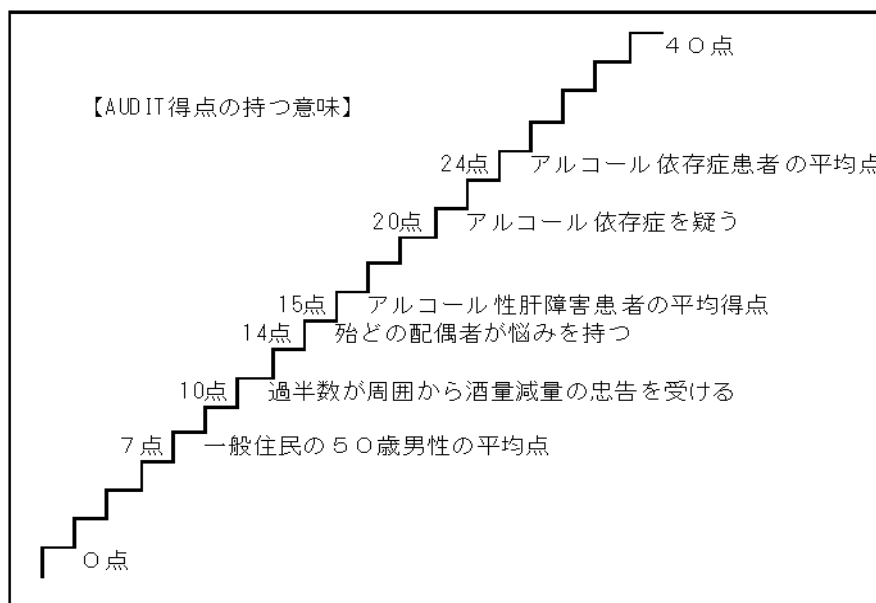 ４０点
【AUDIT得点の持つ意味】
24点 アルコール依存症患者の平均点
20点 アルコール依存症を疑う
15点 アルコール性肝障害患者の平均得点
14点 殆どの配偶者が悩みを持つ
10点 過半数が周囲から酒量減量の忠告を受ける
７点 一般住民の５０歳男性の平均点
０点